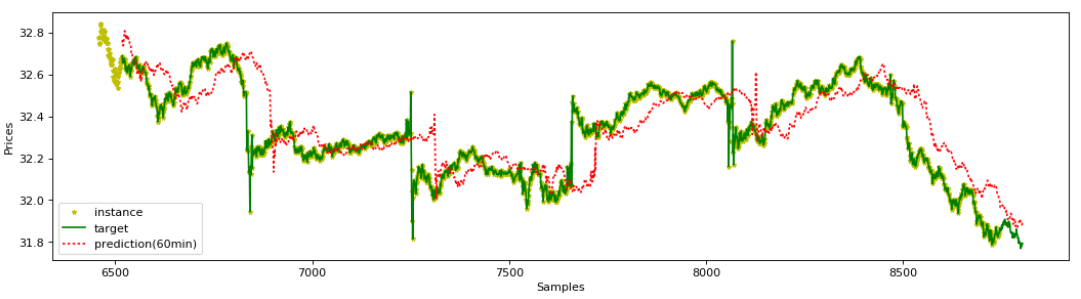 32.8
32.6
32.4
32.2
32.0
31.8
Prices
instance
target
prediction(60min)
6500 7000 7500 8000 8500
Samples